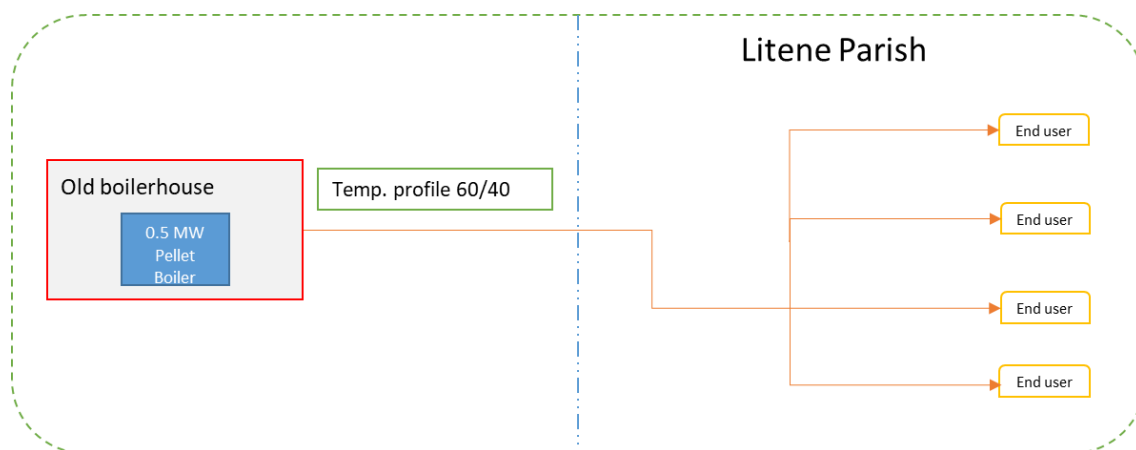 Litene Parish
Old boilerhouse
0.5 MW
Pellet
Boiler
Temp. profile 60/40
End user
End user
End user
End user